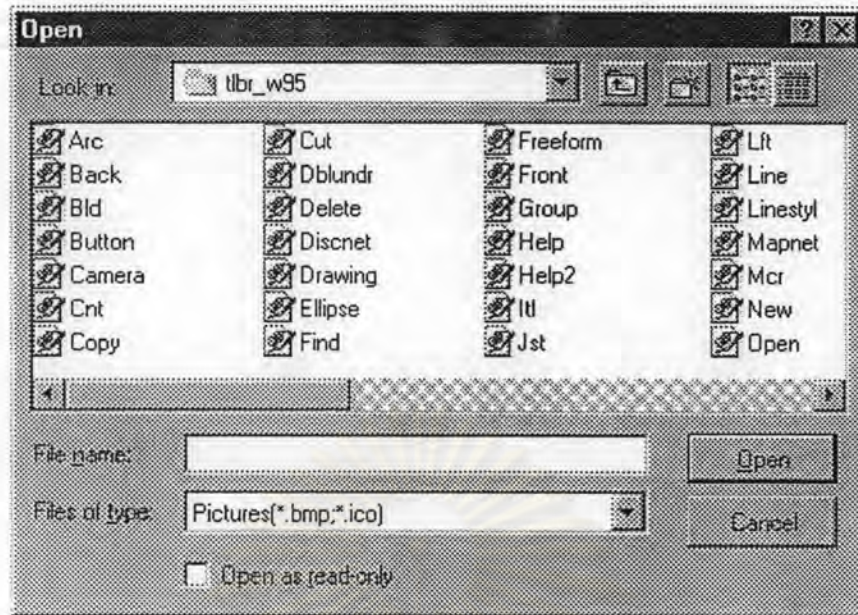 Open
Look in: tlbr_w95
Arc Cut Freeform Lft
Back Dblundr Front Line
Bld Delete Group Linestyl
Button Discnet Help Mapnet
Camera Drawing Help2 Mcr
Cnt Ellipse Itl New
Copy Find Jst Open
File name: Open
Files of type: Pictures(*.bmp;*.ico) Cancel
Open as read-only